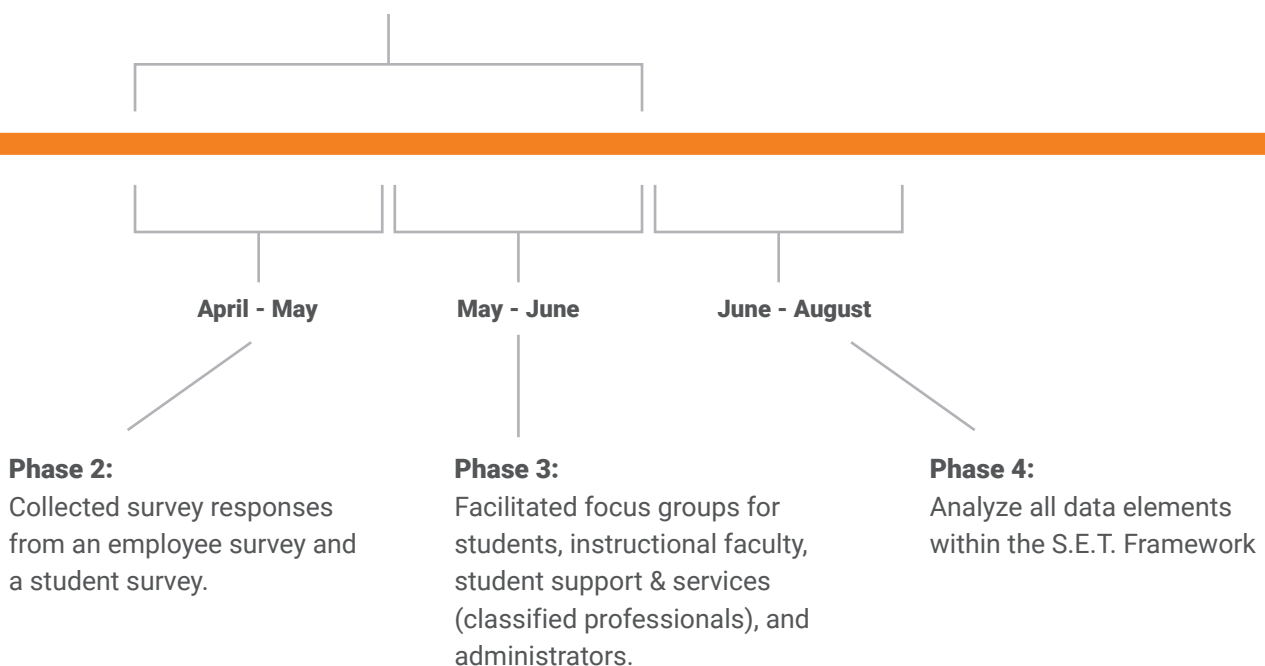 April - May
May - June
June - August
Phase 2:
Collected survey responses
from an employee survey and
a student survey.
Phase 3:
Facilitated focus groups for
students, instructional faculty,
student support & services
(classified professionals), and
administrators.
Phase 4:
Analyze all data elements
within the S.E.T. Framework